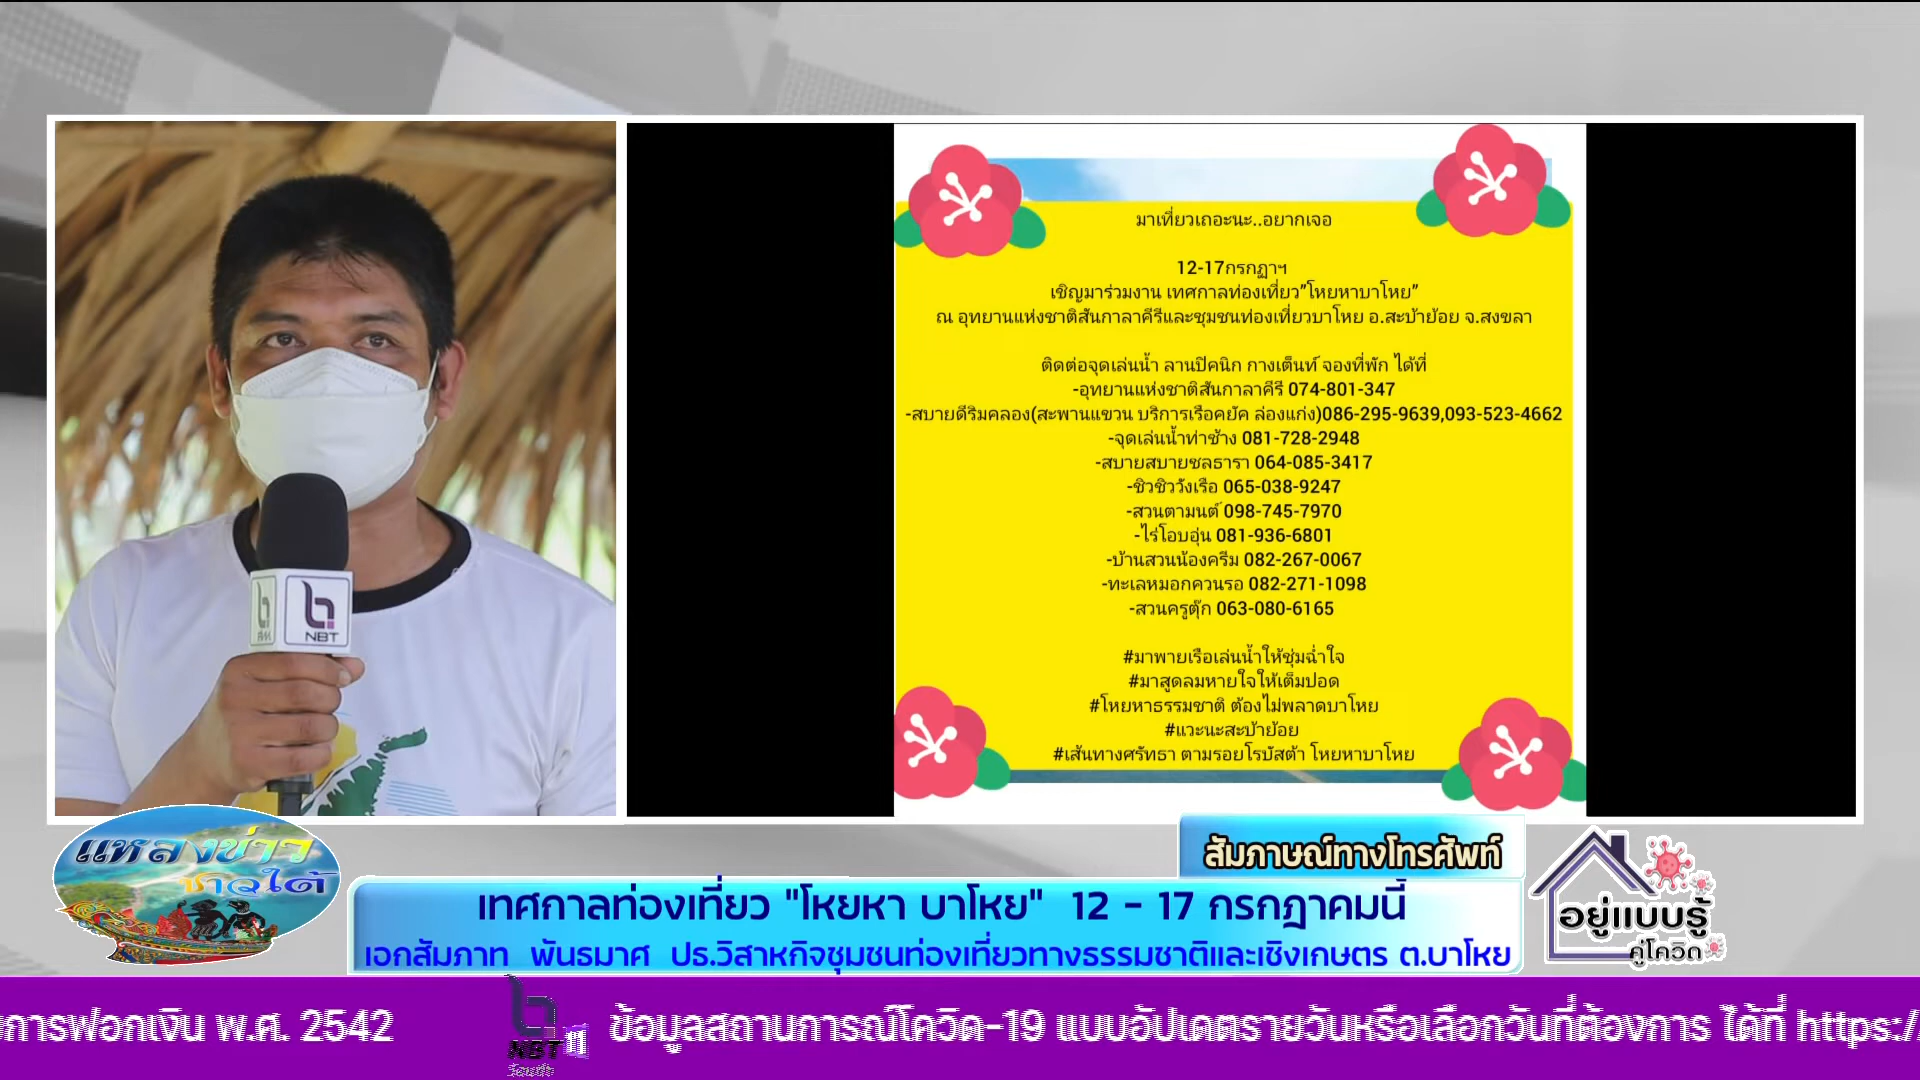 มาเที่ยวเถอะนะ..อยากเจอ
12-17กรกฏาฯ
เชิญมาร่วมงาน เทศกาลท่องเที่ยว”โหยหาบาโหย”
ณ อุทยานแห่งชาติสันกาลาคีรีและชุมชนท่องเที่ยวบาโหย อ.สะบ้าย้อย จ.สงขลา
ติดต่อจุดเล่นน้ำ ลานปิคนิก กางเต็นท์ จองที่พัก ได้ที่
-อุทยานแห่งชาติสันกาลาคีรี 074-801-347
-สบายดีริมคลอง(สะพานแขวน บริการเรือคยัค ล่องแก่ง)086-295-9639,093-523-4662
-จุดเล่นน้ำท่าช้าง 081-728-2948
-สบายสบายชลธารา 064-085-3417
-ชิวชิววังเรือ 065-038-9247
-สวนตามนต์ 098-745-7970
-ไร่โอบอุ่น 081-936-6801
-บ้านสวนน้องครีม 082-267-0067
-ทะเลหมอกควนรอ 082-271-1098
-สวนครูตุ๊ก 063-080-6165
#มาพายเรือเล่นน้ำให้ชุ่มฉ่ำใจ
#มาสูดลมหายใจให้เต็มปอด
#โหยหาธรรมชาติ ต้องไม่พลาดบาโหย
#แวะนะสะบ้าย้อย
#เส้นทางศรัทธา ตามรอยโรบัสต้า โหยหาบาโหย
NBT
FM
แหลงข่าว
ชาวใต้
สัมภาษณ์ทางโทรศัพท์
เทศกาลท่องเที่ยว "โหยหา บาโหย" 12 - 17 กรกฎาคมนี้
เอกสัมภาท พันธมาศ ปธ.วิสาหกิจชุมชนท่องเที่ยวทางธรรมชาติและเชิงเกษตร ต.บาโหย
อยู่แบบรู้
คู่โควิด
การฟอกเงิน พ.ศ. 2542
NBT 11
ข้อมูลสถานการณ์โควิด-19 แบบอัปเดตรายวันหรือเลือกวันที่ต้องการ ได้ที่ https:/